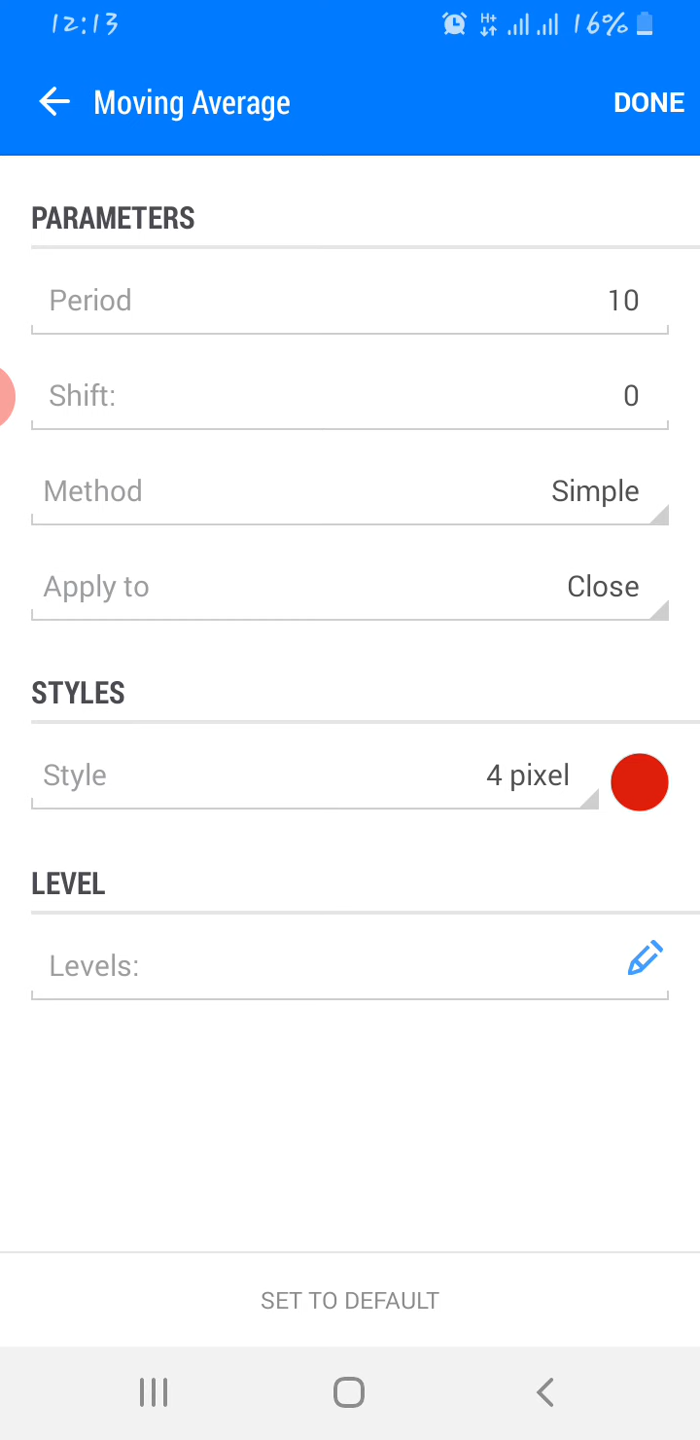 12:13 H+ 16%
Moving Average DONE
PARAMETERS
Period 10
Shift: 0
Method Simple
Apply to Close
STYLES
Style 4 pixel
LEVEL
Levels:
SET TO DEFAULT